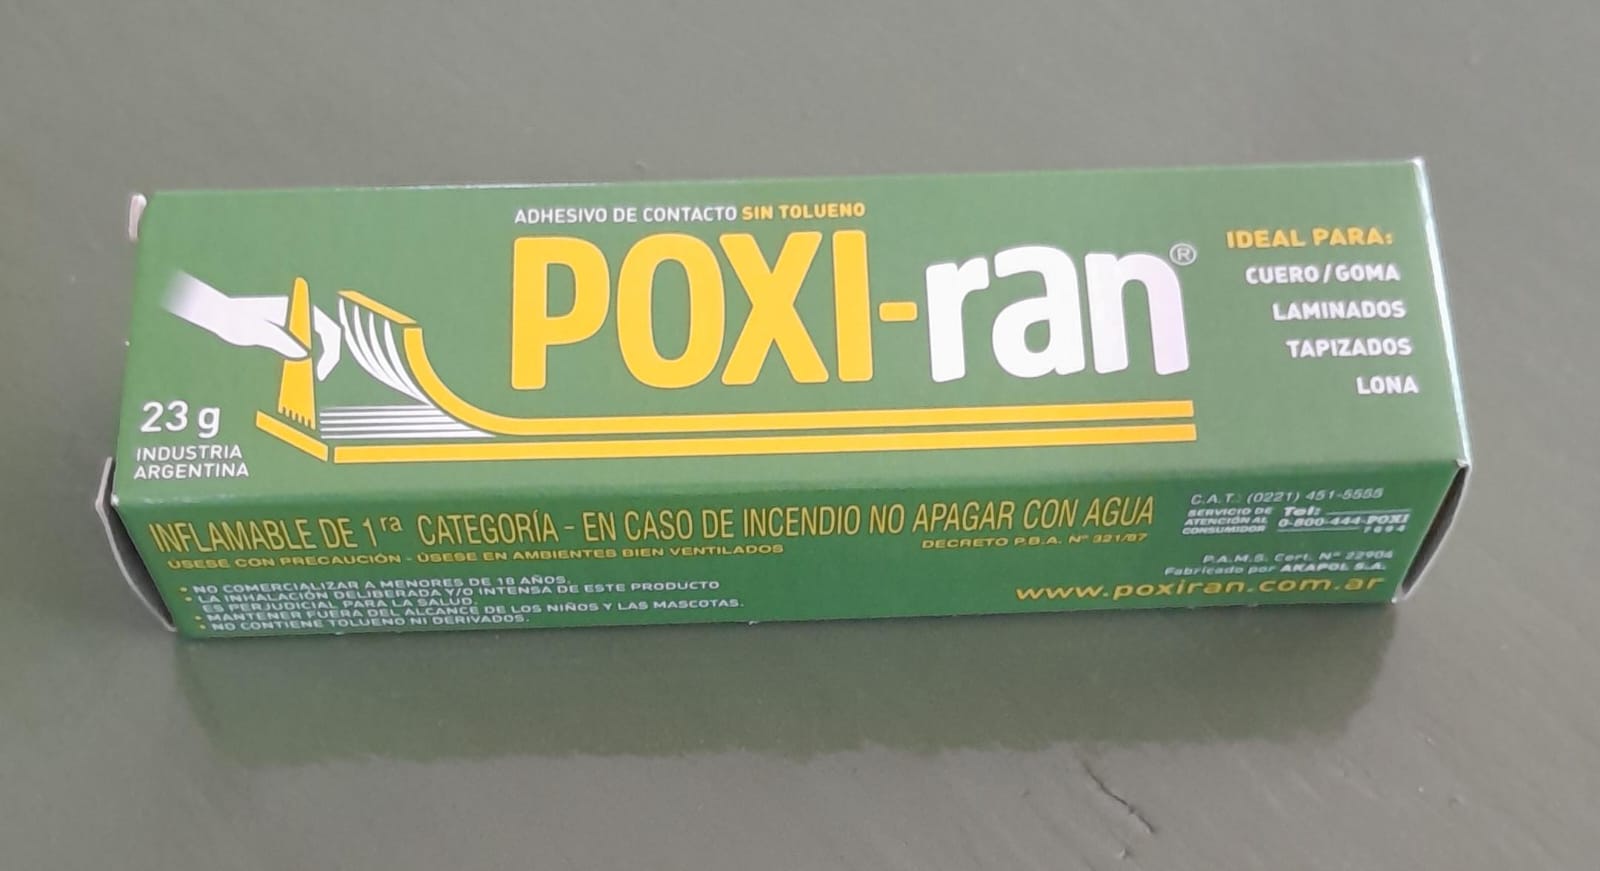 ADHESIVO DE CONTACTO SIN TOLUENO
POXI-ran®
IDEAL PARA:
CUERO/GOMA
LAMINADOS
TAPIZADOS
LONA
23 g
INDUSTRIA
ARGENTINA
INFLAMABLE DE 1ra CATEGORÍA - EN CASO DE INCENDIO NO APAGAR CON AGUA
USESE CON PRECAUCIÓN - ÚSESE EN AMBIENTES BIEN VENTILADOS
DECRETO P.B.A. Nº 321/87
• NO COMERCIALIZAR A MENORES DE 18 AÑOS.
• LA INHALACIÓN DELIBERADA Y/O INTENSA DE ESTE PRODUCTO
ES PERJUDICIAL PARA LA SALUD.
• MANTENER FUERA DEL ALCANCE DE LOS NIÑOS Y LAS MASCOTAS.
• NO CONTIENE TOLUENO NI DERIVADOS.
C.A.T.: (0221) 451-5555
SERVICIO DE
ATENCIÓN AL
CONSUMIDOR
Tel:
0-800-444-POXI
7694
P.A.M.S. Cert. Nº 22904
Fabricado por AKAPOL S.A.
www.poxiran.com.ar